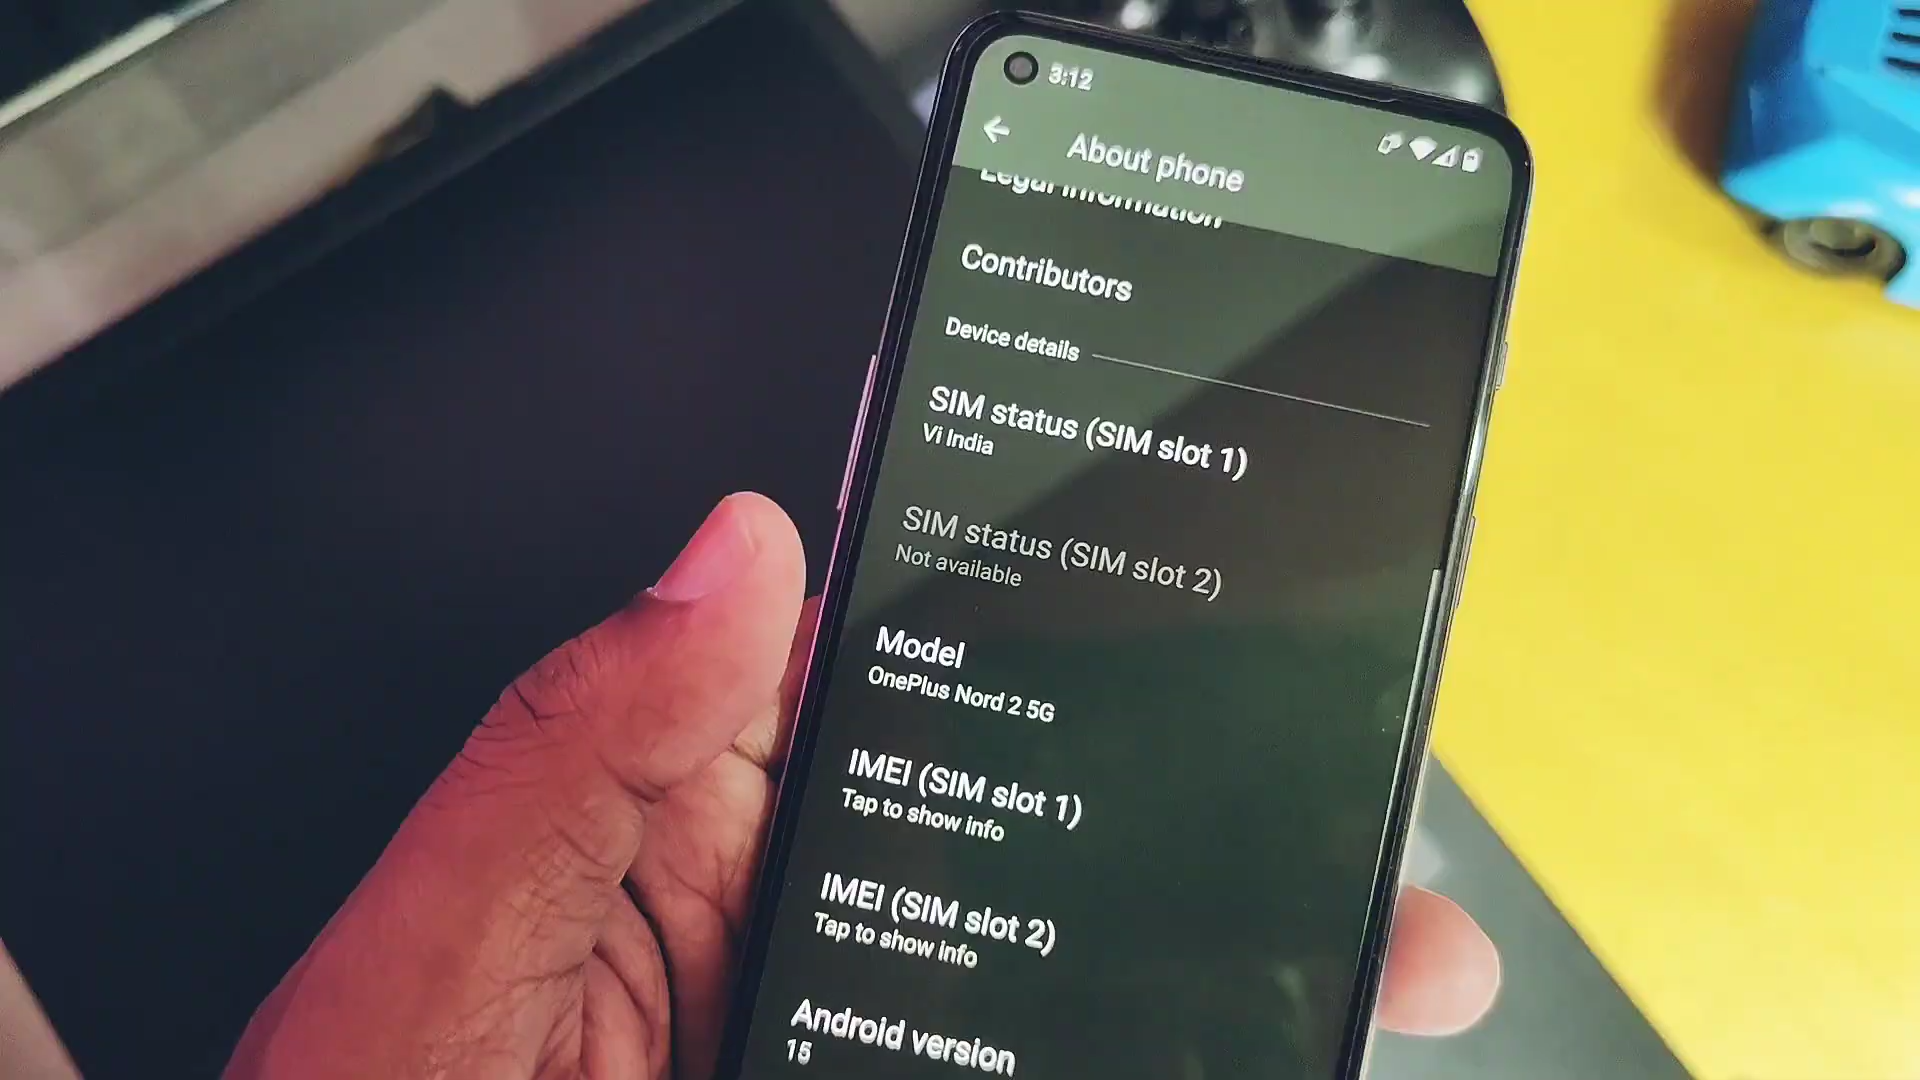 3:12
About phone
Legal information
Contributors
Device details
SIM status (SIM slot 1)
Vi India
SIM status (SIM slot 2)
Not available
Model
OnePlus Nord 2 5G
IMEI (SIM slot 1)
Tap to show info
IMEI (SIM slot 2)
Tap to show info
Android version
15